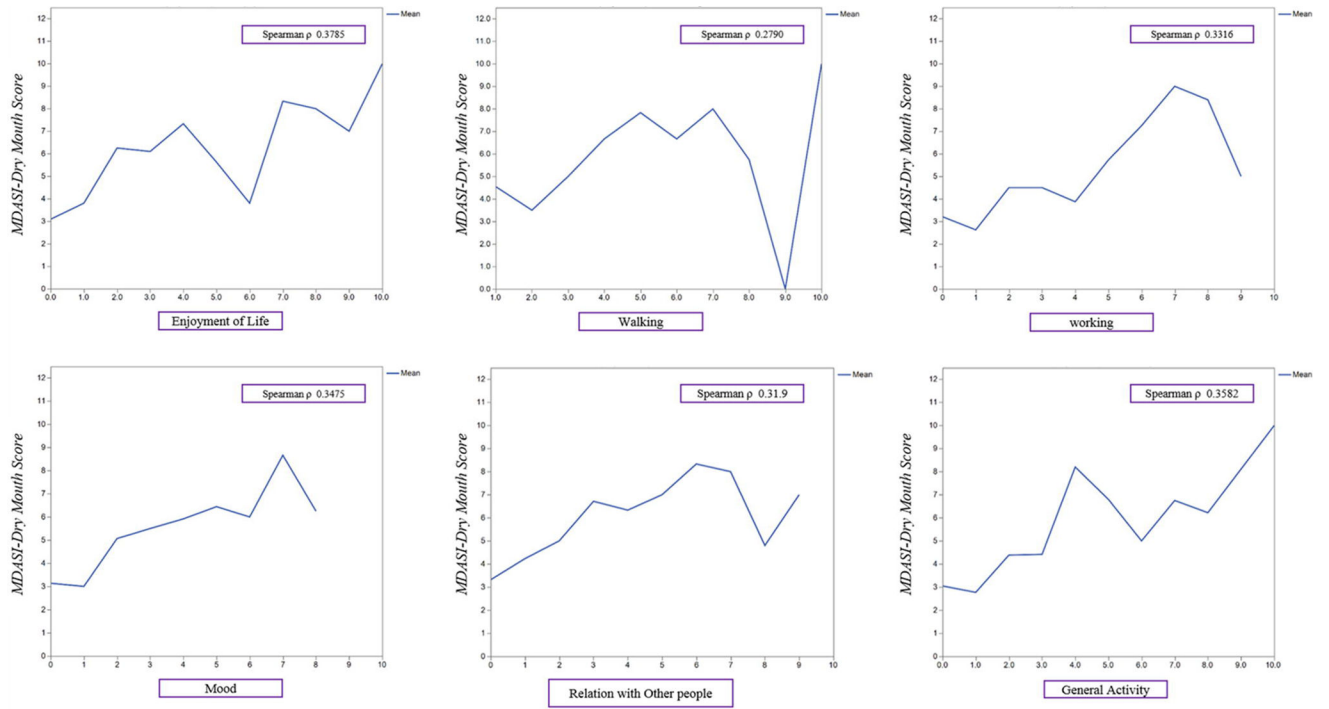 Mean
Spearman ρ 0.3785
MDASI-Dry Mouth Score
12
11
10
9
8
7
6
5
4
3
2
1
0
0.0 1.0 2.0 3.0 4.0 5.0 6.0 7.0 8.0 9.0 10.0
Enjoyment of Life
Mean
Spearman ρ 0.2790
MDASI-Dry Mouth Score
12.0
11.0
10.0
9.0
8.0
7.0
6.0
5.0
4.0
3.0
2.0
1.0
0.0
1.0 2.0 3.0 4.0 5.0 6.0 7.0 8.0 9.0 10.0
Walking
Mean
Spearman ρ 0.3316
MDASI-Dry Mouth Score
12
11
10
9
8
7
6
5
4
3
2
1
0
0 1 2 3 4 5 6 7 8 9 10
working
Mean
Spearman ρ 0.3475
MDASI-Dry Mouth Score
12
11
10
9
8
7
6
5
4
3
2
1
0
0 1 2 3 4 5 6 7 8 9 10
Mood
Mean
Spearman ρ 0.31.9
MDASI-Dry Mouth Score
12
11
10
9
8
7
6
5
4
3
2
1
0
0 1 2 3 4 5 6 7 8 9 10
Relation with Other people
Mean
Spearman ρ 0.3582
MDASI-Dry Mouth Score
12
11
10
9
8
7
6
5
4
3
2
1
0
0.0 1.0 2.0 3.0 4.0 5.0 6.0 7.0 8.0 9.0 10.0
General Activity